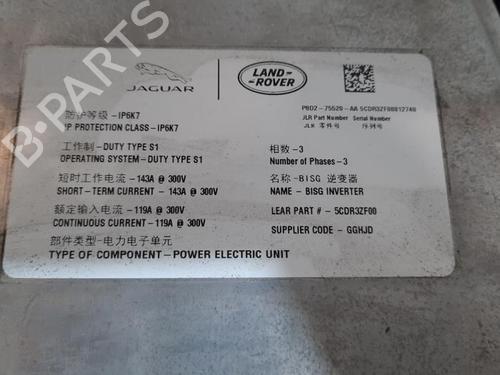 JAGUAR
LAND-
ROVER
P8D2-75520-AA 5CDR3ZF00012740
JLR Part Number Serial Number
JLR 零件号 序列号
防护等级 -IP6K7
IP PROTECTION CLASS-IP6K7
工作制-DUTY TYPE S1
OPERATING SYSTEM-DUTY TYPE S1
相数-3
Number of Phases-3
短时工作电流 -143A @ 300V
SHORT-TERM CURRENT -143A @ 300V
名称-BISG 逆变器
NAME-BISG INVERTER
额定输入电流 -119A @ 300V
CONTINUOUS CURRENT-119A @ 300V
LEAR PART # -5CDR3ZF00
SUPPLIER CODE-GGHJD
部件类型-电力电子单元
TYPE OF COMPONENT-POWER ELECTRIC UNIT
B-PARTS